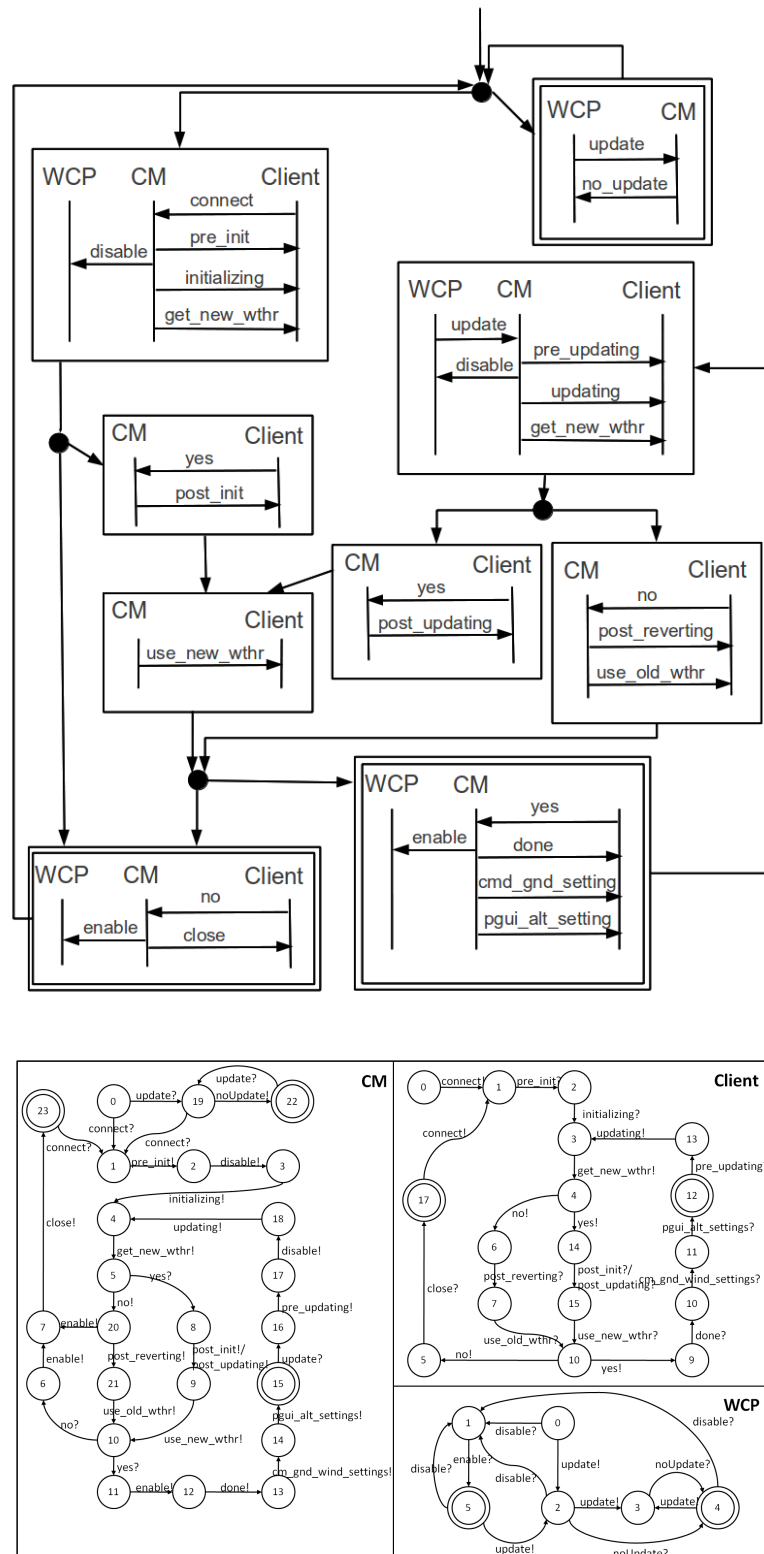 WCP CM
update
no_update
WCP CM Client
connect
pre_init
disable
initializing
get_new_wthr
WCP CM Client
update
pre_updating
disable
updating
get_new_wthr
CM Client
yes
post_init
CM Client
yes
post_updating
CM Client
no
post_reverting
use_old_wthr
CM Client
use_new_wthr
WCP CM
yes
enable
done
cmd_gnd_setting
pgui_alt_setting
WCP CM Client
no
enable
close
CM
update?
23
0
update?
19
noUpdate!
22
connect?
connect?
connect?
1
pre_init!
2
disable!
3
initializing!
4
updating!
18
close!
get_new_wthr!
disable!
5
yes?
17
no!
pre_updating!
7
enable!
20
8
16
enable!
post_reverting!
post_init!/
post_updating!
update?
6
21
9
15
no?
use_old_wthr!
pgui_alt_settings!
10
use_new_wthr!
14
yes?
cm_gnd_wind_settings!
11
enable!
12
done!
13
Client
0
connect!
1
pre_init?
2
initializing?
connect!
3
updating!
13
get_new_wthr!
pre_updating?
17
4
12
no!
yes!
pgui_alt_settings?
6
14
11
close?
post_reverting?
post_init?/
post_updating?
cm_gnd_wind_settings?
7
15
10
use_old_wthr?
use_new_wthr?
done?
5
no!
10
yes!
9
WCP
1
disable?
0
disable?
enable?
update!
noUpdate?
disable?
disable?
5
2
update!
3
update!
4
update!
noUpdate?